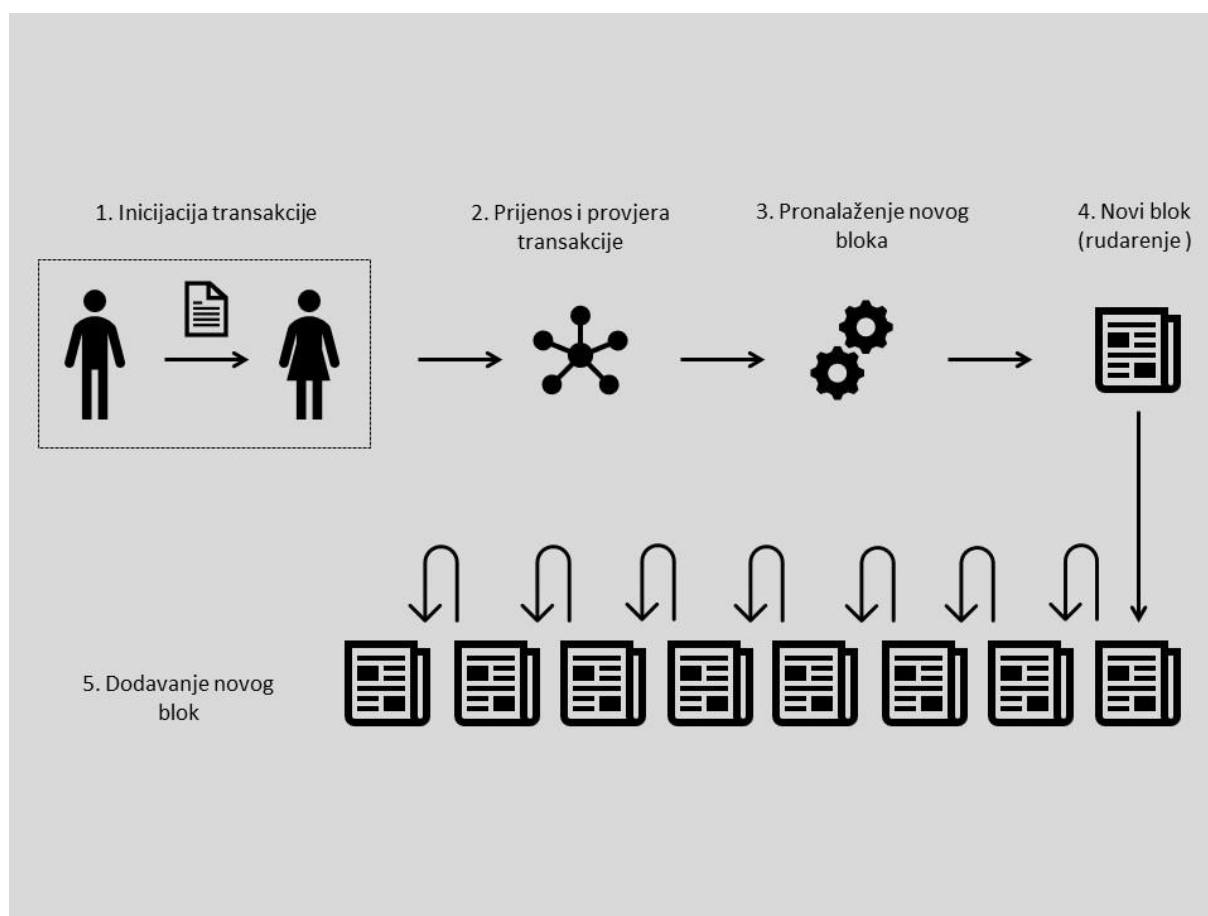 1. Inicijacija transakcije
2. Prijenos i provjera
transakcije
3. Pronalaženje novog
bloka
4. Novi blok
(rudarenje )
5. Dodavanje novog
blok